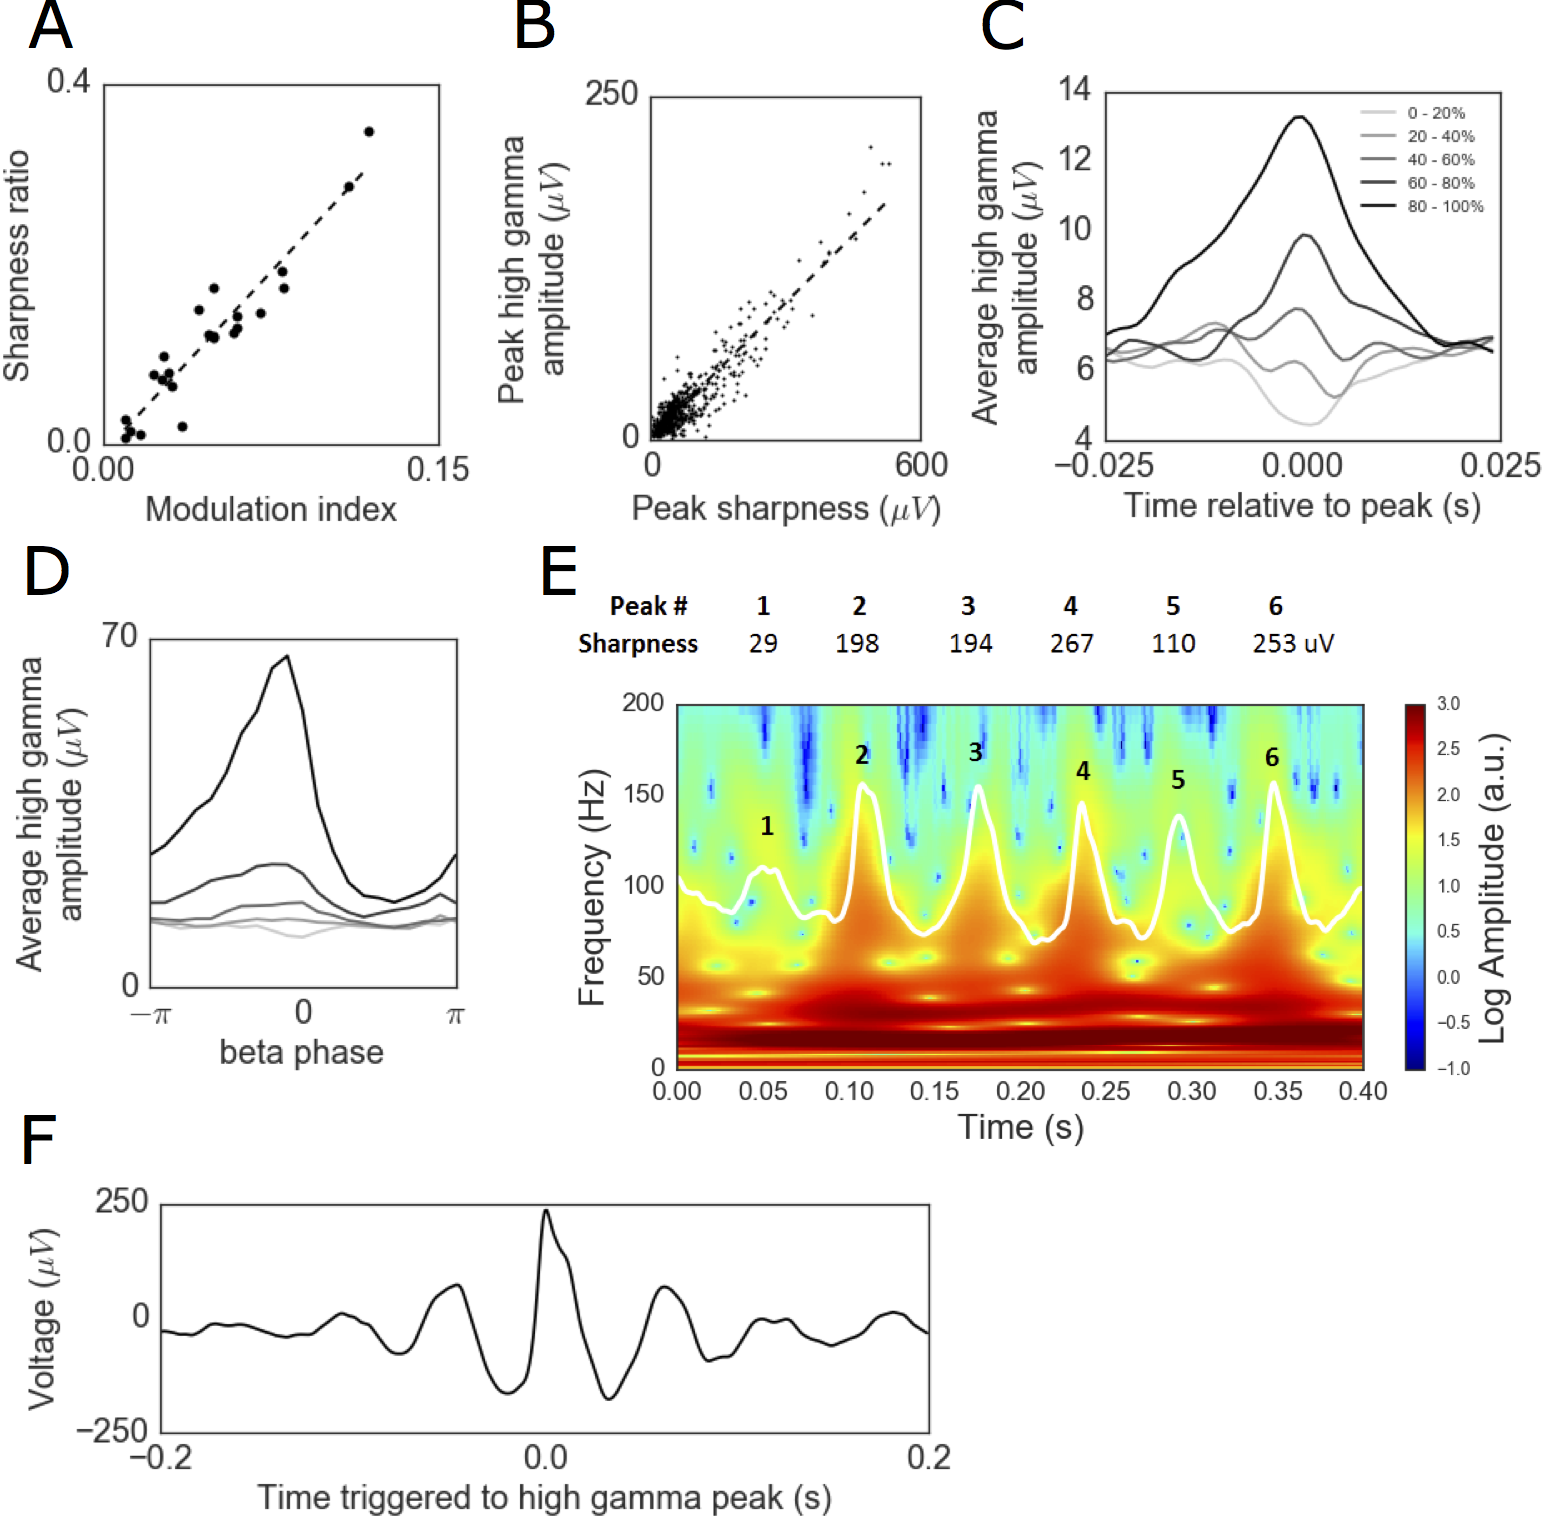 A
0.4
0.0
0.00
0.15
Sharpness ratio
Modulation index
B
250
0
0
600
Peak high gamma
amplitude (μV)
Peak sharpness (μV)
C
14
12
10
8
6
4
−0.025
0.000
0.025
Average high gamma
amplitude (μV)
Time relative to peak (s)
0 - 20%
20 - 40%
40 - 60%
60 - 80%
80 - 100%
D
70
0
−π
0
π
Average high gamma
amplitude (μV)
beta phase
E
Peak # 1 2 3 4 5 6
Sharpness 29 198 194 267 110 253 uV
200
150
100
50
0
Frequency (Hz)
1
2
3
4
5
6
0.00 0.05 0.10 0.15 0.20 0.25 0.30 0.35 0.40
Time (s)
3.0
2.5
2.0
1.5
1.0
0.5
0.0
−0.5
−1.0
Log Amplitude (a.u.)
F
250
0
−250
Voltage (μV)
−0.2
0.0
0.2
Time triggered to high gamma peak (s)